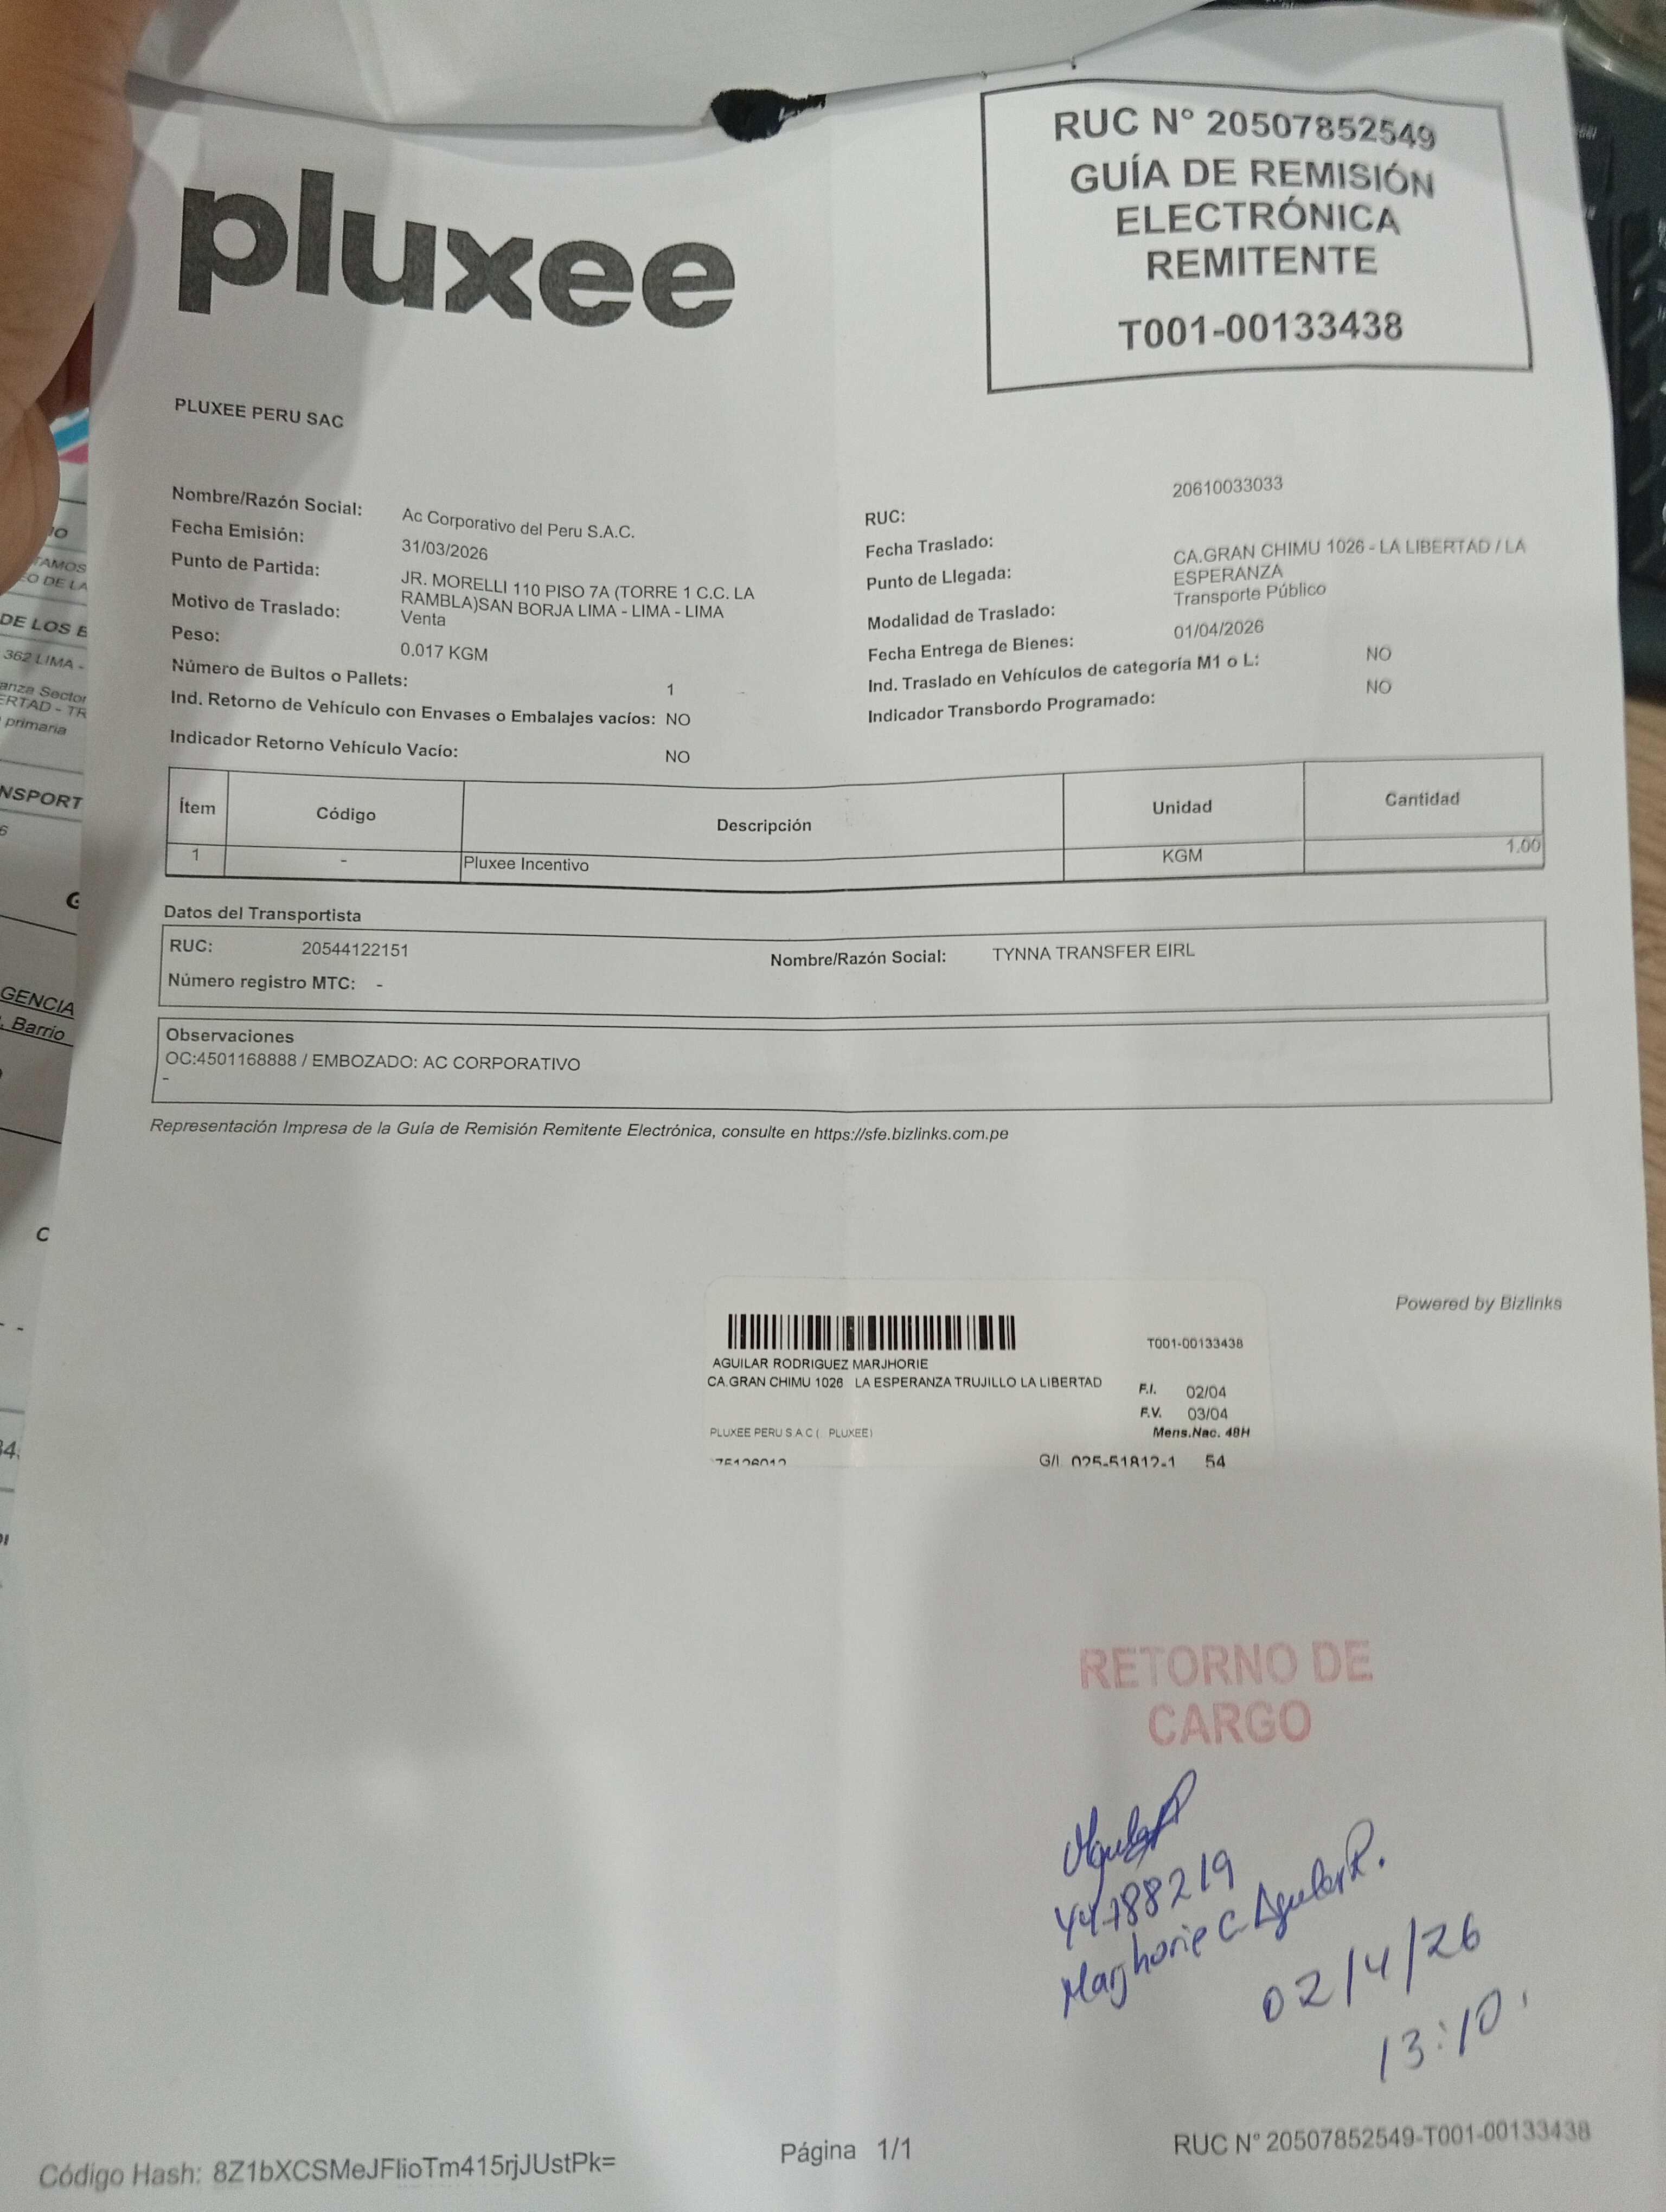 pluxee
RUC N° 20507852549
GUÍA DE REMISIÓN
ELECTRÓNICA
REMITENTE
T001-00133438
PLUXEE PERU SAC
Nombre/Razón Social: Ac Corporativo del Peru S.A.C.
Fecha Emisión: 31/03/2026
Punto de Partida: JR. MORELLI 110 PISO 7A (TORRE 1 C.C. LA
RAMBLA)SAN BORJA LIMA - LIMA - LIMA
Motivo de Traslado: Venta
Peso: 0.017 KGM
Número de Bultos o Pallets: 1
Ind. Retorno de Vehículo con Envases o Embalajes vacíos: NO
Indicador Retorno Vehículo Vacío: NO
RUC: 20610033033
Fecha Traslado:
Punto de Llegada: CA.GRAN CHIMU 1026 - LA LIBERTAD / LA
ESPERANZA
Modalidad de Traslado: Transporte Público
Fecha Entrega de Bienes: 01/04/2026
Ind. Traslado en Vehículos de categoría M1 o L: NO
Indicador Transbordo Programado: NO
Ítem Código Descripción Unidad Cantidad
1 - Pluxee Incentivo KGM 1.00
Datos del Transportista
RUC: 20544122151 Nombre/Razón Social: TYNNA TRANSFER EIRL
Número registro MTC: -
Observaciones
OC:4501168888 / EMBOZADO: AC CORPORATIVO
-
Representación Impresa de la Guía de Remisión Remitente Electrónica, consulte en https://sfe.bizlinks.com.pe
Powered by Bizlinks
T001-00133438
AGUILAR RODRIGUEZ MARJHORIE
CA.GRAN CHIMU 1026 LA ESPERANZA TRUJILLO LA LIBERTAD
F.I. 02/04
F.V. 03/04
PLUXEE PERU S A C ( PLUXEE) Mens.Nac. 48H
75126012 G/I 025-51812-1 54
RETORNO DE
CARGO
44788219
Marjhorie C. Aguilar R.
02/4/26
13:10
Código Hash: 8Z1bXCSMeJFlioTm415rjJUstPk= Página 1/1 RUC N° 20507852549-T001-00133438